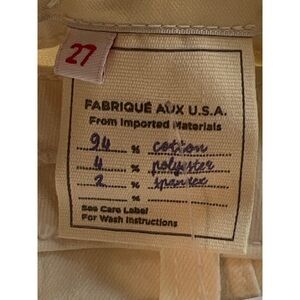 27
FABRIQUÉ AUX U.S.A.
From Imported Materials
94 % cotton
4 % polyester
2 % spandex
%
See Care Label
For Wash Instructions